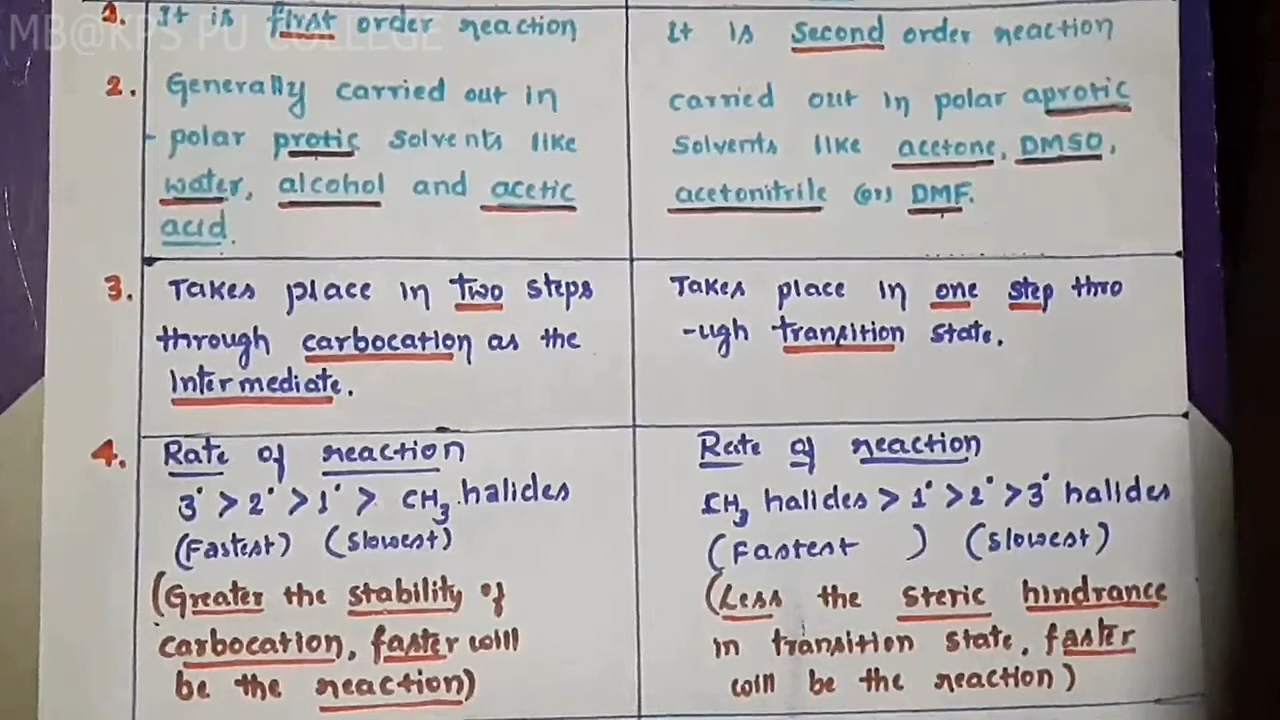 MB@KPS PU COLLEGE
1. It is first order reaction
2. Generally carried out in
- polar protic solvents like
water, alcohol and acetic
acid.
3. Takes place in two steps
through carbocation as the
Intermediate.
4. Rate of reaction
3° > 2° > 1° > CH3 halides
(Fastest) (Slowest)
(Greater the stability of
carbocation, faster will
be the reaction)
It is second order reaction
carried out in polar aprotic
Solvents like acetone, DMSO,
acetonitrile (or) DMF.
Takes place in one step thro
-ugh transition state.
Rate of reaction
CH3 halides > 1° > 2° > 3° halides
(Fastest ) (Slowest)
(Less the steric hindrance
in transition state, faster
will be the reaction)